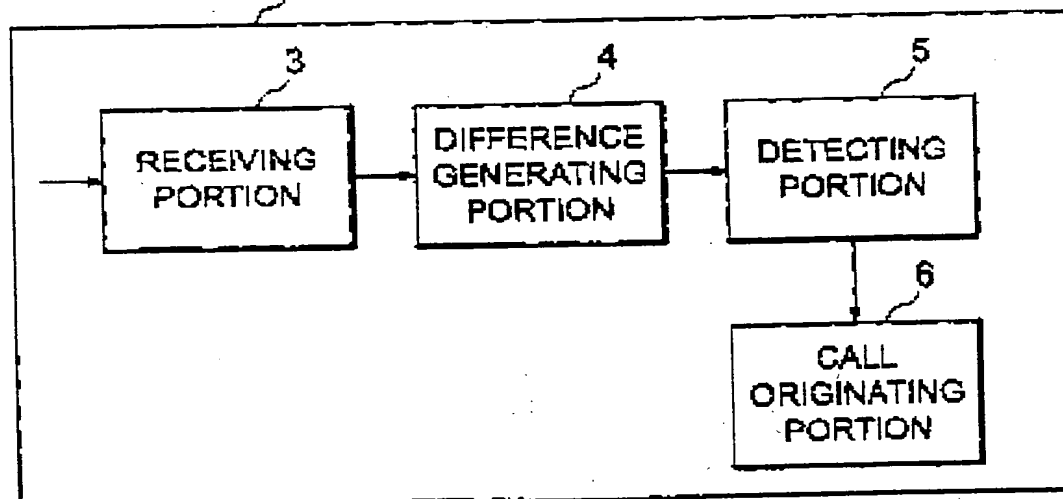 3
4
5
RECEIVING
PORTION
DIFFERENCE
GENERATING
PORTION
DETECTING
PORTION
6
CALL
ORIGINATING
PORTION